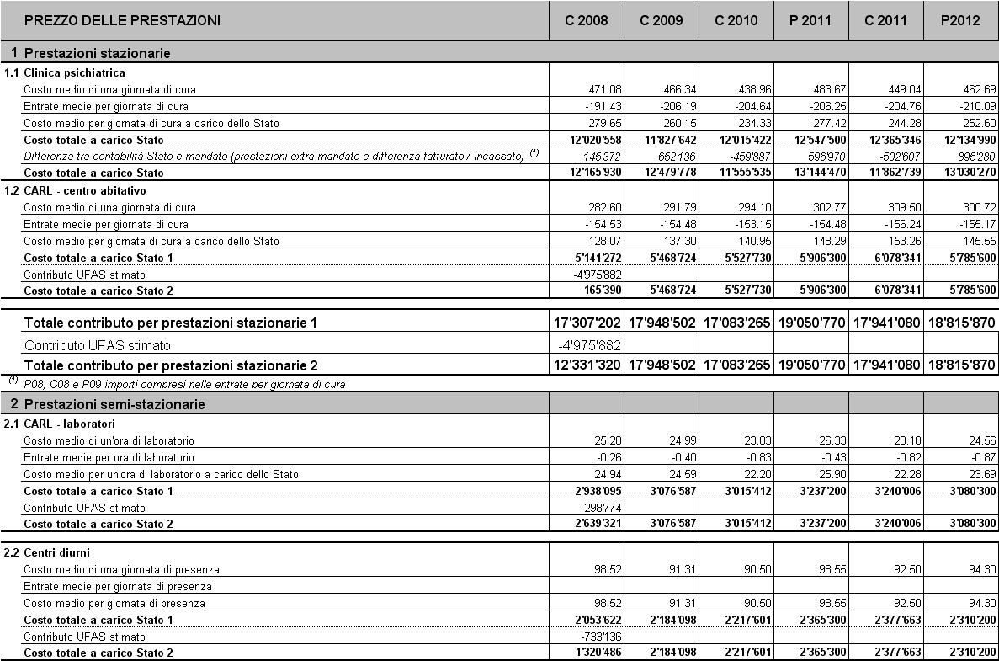 PREZZO DELLE PRESTAZIONI C 2008 C 2009 C 2010 P 2011 C 2011 P2012
1 Prestazioni stazionarie
1.1 Clinica psichiatrica
Costo medio di una giornata di cura 471.08 466.34 438.96 483.67 449.04 462.69
Entrate medie per giornata di cura -191.43 -206.19 -204.64 -206.25 -204.76 -210.09
Costo medio per giornata di cura a carico dello Stato 279.65 260.15 234.33 277.42 244.28 252.60
Costo totale a carico Stato 12'020'558 11'827'642 12'015'422 12'547'500 12'365'346 12'134'990
Differenza tra contabilità Stato e mandato (prestazioni extra-mandato e differenza fatturato / incassato) (1) 145'372 652'136 -459'887 596'970 -502'607 895'280
Costo totale a carico Stato 12'165'930 12'479'778 11'555'535 13'144'470 11'862'739 13'030'270
1.2 CARL - centro abitativo
Costo medio di una giornata di cura 282.60 291.79 294.10 302.77 309.50 300.72
Entrate medie per giornata di cura -154.53 -154.48 -153.15 -154.48 -156.24 -155.17
Costo medio per giornata di cura a carico dello Stato 128.07 137.30 140.95 148.29 153.26 145.55
Costo totale a carico Stato 1 5'141'272 5'468'724 5'527'730 5'906'300 6'078'341 5'785'600
Contributo UFAS stimato -4'975'882
Costo totale a carico Stato 2 165'390 5'468'724 5'527'730 5'906'300 6'078'341 5'785'600
Totale contributo per prestazioni stazionarie 1 17'307'202 17'948'502 17'083'265 19'050'770 17'941'080 18'815'870
Contributo UFAS stimato -4'975'882
Totale contributo per prestazioni stazionarie 2 12'331'320 17'948'502 17'083'265 19'050'770 17'941'080 18'815'870
(1) P08, C08 e P09 importi compresi nelle entrate per giornata di cura
2 Prestazioni semi-stazionarie
2.1 CARL - laboratori
Costo medio di un'ora di laboratorio 25.20 24.99 23.03 26.33 23.10 24.56
Entrate medie per ora di laboratorio -0.26 -0.40 -0.83 -0.43 -0.82 -0.87
Costo medio per un'ora di laboratorio a carico dello Stato 24.94 24.59 22.20 25.90 22.28 23.69
Costo totale a carico Stato 1 2'938'095 3'076'587 3'015'412 3'237'200 3'240'006 3'080'300
Contributo UFAS stimato -298'774
Costo totale a carico Stato 2 2'639'321 3'076'587 3'015'412 3'237'200 3'240'006 3'080'300
2.2 Centri diurni
Costo medio di una giornata di presenza 98.52 91.31 90.50 98.55 92.50 94.30
Entrate medie per giornata di presenza
Costo medio per giornata di presenza 98.52 91.31 90.50 98.55 92.50 94.30
Costo totale a carico Stato 1 2'053'622 2'184'098 2'217'601 2'365'300 2'377'663 2'310'200
Contributo UFAS stimato -733'136
Costo totale a carico Stato 2 1'320'486 2'184'098 2'217'601 2'365'300 2'377'663 2'310'200